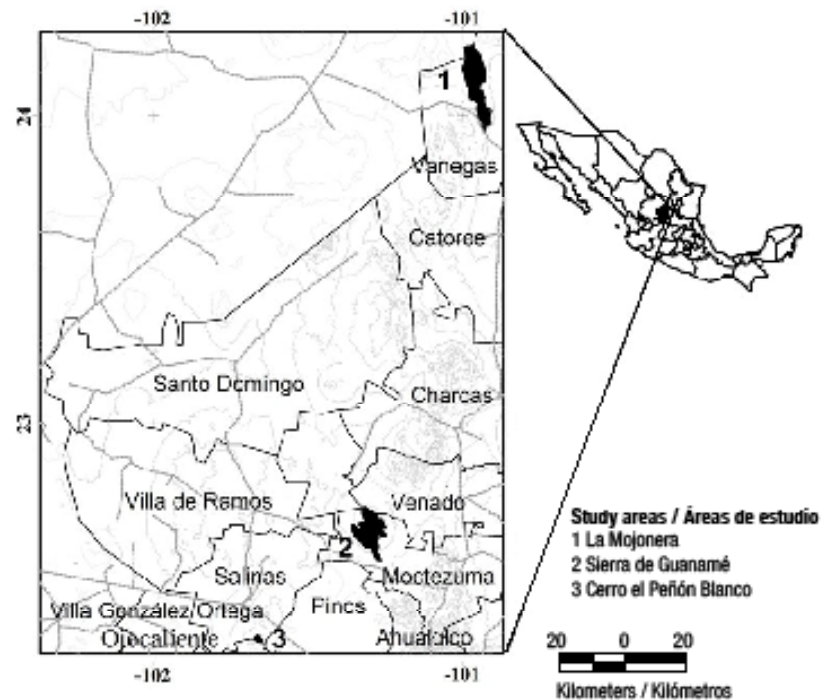 -102 -101
24
1
Vanegas
Catorce
Santo Domingo
Charcas
23
Villa de Ramos
Venado
2
Salinas
Moctezuma
Villa González Ortega
Fincs
Ojocaliente
3
Ahualulco
-102 -101
Study areas / Áreas de estudio
1 La Mojonera
2 Sierra de Guanamé
3 Cerro el Peñón Blanco
20 0 20
Kilometers / Kilómetros